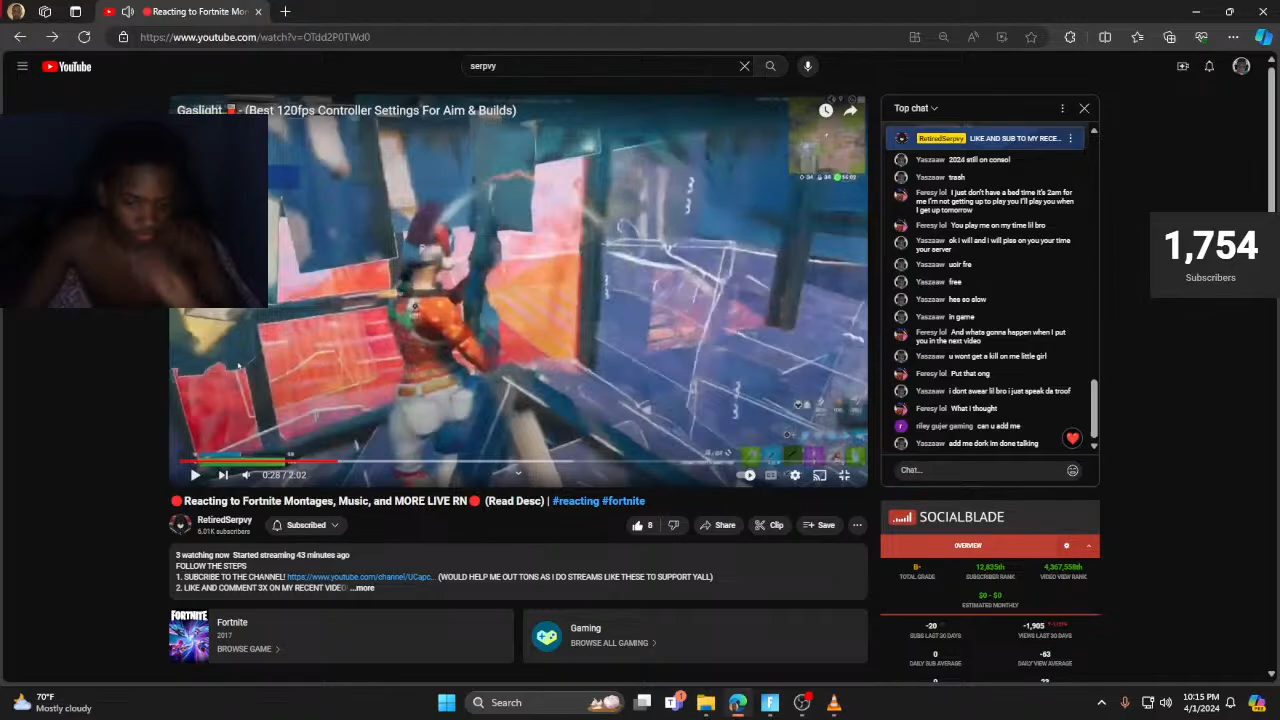 Reacting to Fortnite Mon
https://www.youtube.com/watch?v=OTdd2P0TWd0
YouTube
serpvy
Gaslight - (Best 120fps Controller Settings For Aim & Builds)
0:28 / 2:02
Top chat
RetiredSerpvy LIKE AND SUB TO MY RECE...
Yaszaaw 2024 still on consol
Yaszaaw trash
Feresy lol I just don't have a bed time it's 2am for
me I'm not getting up to play you I'll play you when
I get up tomorrow
Feresy lol You play me on my time lil bro
Yaszaaw ok i will and i will piss on you your time
your server
Yaszaaw uoir fre
Yaszaaw free
Yaszaaw hes so slow
Yaszaaw in game
Feresy lol And whats gonna happen when I put
you in the next video
Yaszaaw u wont get a kill on me little girl
Feresy lol Put that ong
Yaszaaw i dont swear lil bro i just speak da troof
Feresy lol What i thought
r riley gujer gaming can u add me
Yaszaaw add me dork im done talking
Chat...
1,754
Subscribers
🔴Reacting to Fortnite Montages, Music, and MORE LIVE RN🔴 (Read Desc) | #reacting #fortnite
RetiredSerpvy
6.01K subscribers
Subscribed
8
Share
Clip
Save
3 watching now Started streaming 43 minutes ago
FOLLOW THE STEPS
1. SUBCRIBE TO THE CHANNEL! https://www.youtube.com/channel/UCapc... (WOULD HELP ME OUT TONS AS I DO STREAMS LIKE THESE TO SUPPORT YALL)
2. LIKE AND COMMENT 3X ON MY RECENT VIDEO! ...more
FORTNITE
Fortnite
2017
BROWSE GAME
Gaming
BROWSE ALL GAMING
SOCIALBLADE
OVERVIEW
B-
TOTAL GRADE
12,835th
SUBSCRIBER RANK
4,367,558th
VIDEO VIEW RANK
$0 - $0
ESTIMATED MONTHLY
-20
SUBS LAST 30 DAYS
-1,905
VIEWS LAST 30 DAYS
0
DAILY SUB AVERAGE
-63
DAILY VIEW AVERAGE
70°F
Mostly cloudy
Search
10:15 PM
4/3/2024